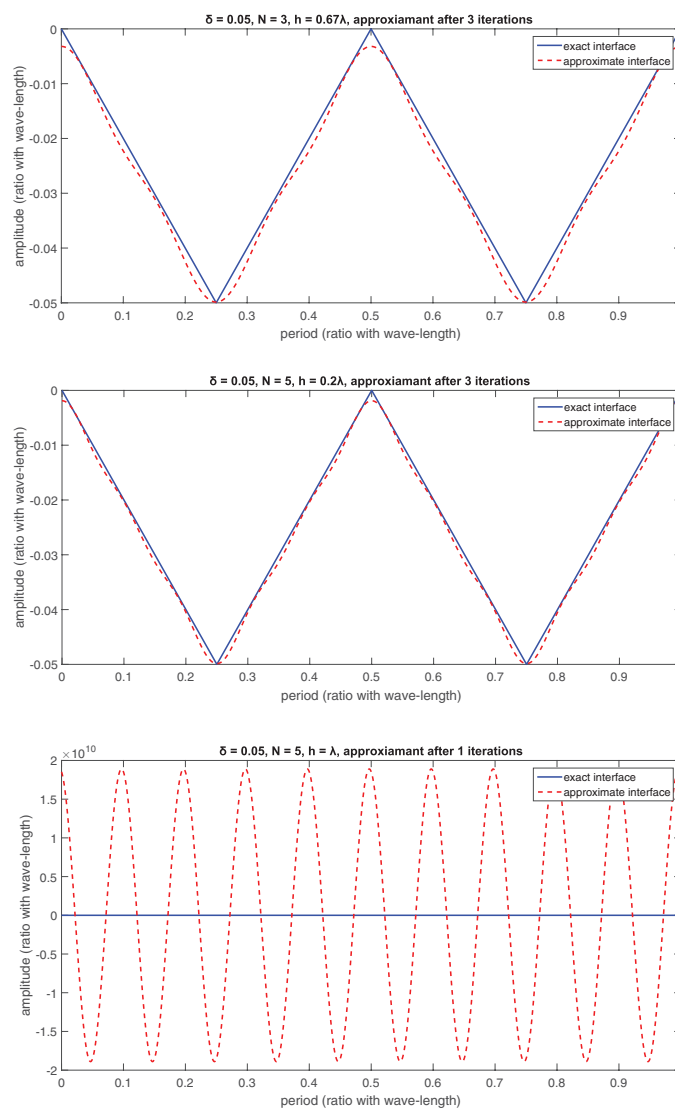 δ = 0.05, N = 3, h = 0.67λ, approxiamant after 3 iterations
exact interface
approximate interface
0
-0.01
-0.02
-0.03
-0.04
-0.05
amplitude (ratio with wave-length)
0 0.1 0.2 0.3 0.4 0.5 0.6 0.7 0.8 0.9
period (ratio with wave-length)
δ = 0.05, N = 5, h = 0.2λ, approxiamant after 3 iterations
exact interface
approximate interface
0
-0.01
-0.02
-0.03
-0.04
-0.05
amplitude (ratio with wave-length)
0 0.1 0.2 0.3 0.4 0.5 0.6 0.7 0.8 0.9
period (ratio with wave-length)
δ = 0.05, N = 5, h = λ, approxiamant after 1 iterations
×10^10
exact interface
approximate interface
2
1.5
1
0.5
0
-0.5
-1
-1.5
-2
amplitude (ratio with wave-length)
0 0.1 0.2 0.3 0.4 0.5 0.6 0.7 0.8 0.9
period (ratio with wave-length)